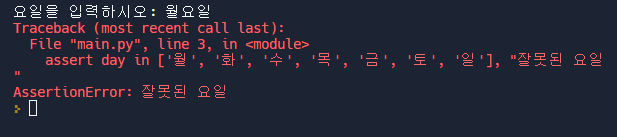 요일을 입력하시오: 월요일
Traceback (most recent call last):
  File "main.py", line 3, in <module>
    assert day in ['월', '화', '수', '목', '금', '토', '일'], "잘못된 요일
"
AssertionError: 잘못된 요일
>